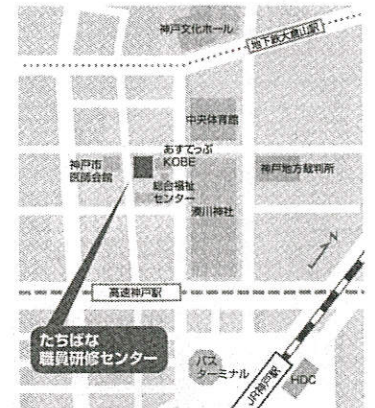 神戸文化ホール
地下鉄大倉山駅
中央体育館
あすてっぷ
KOBE
神戸市
医師会館
総合福祉
センター
湊川神社
神戸地方裁判所
N
高速神戸駅
たちばな
職員研修センター
バス
ターミナル
JR神戸駅
HDC